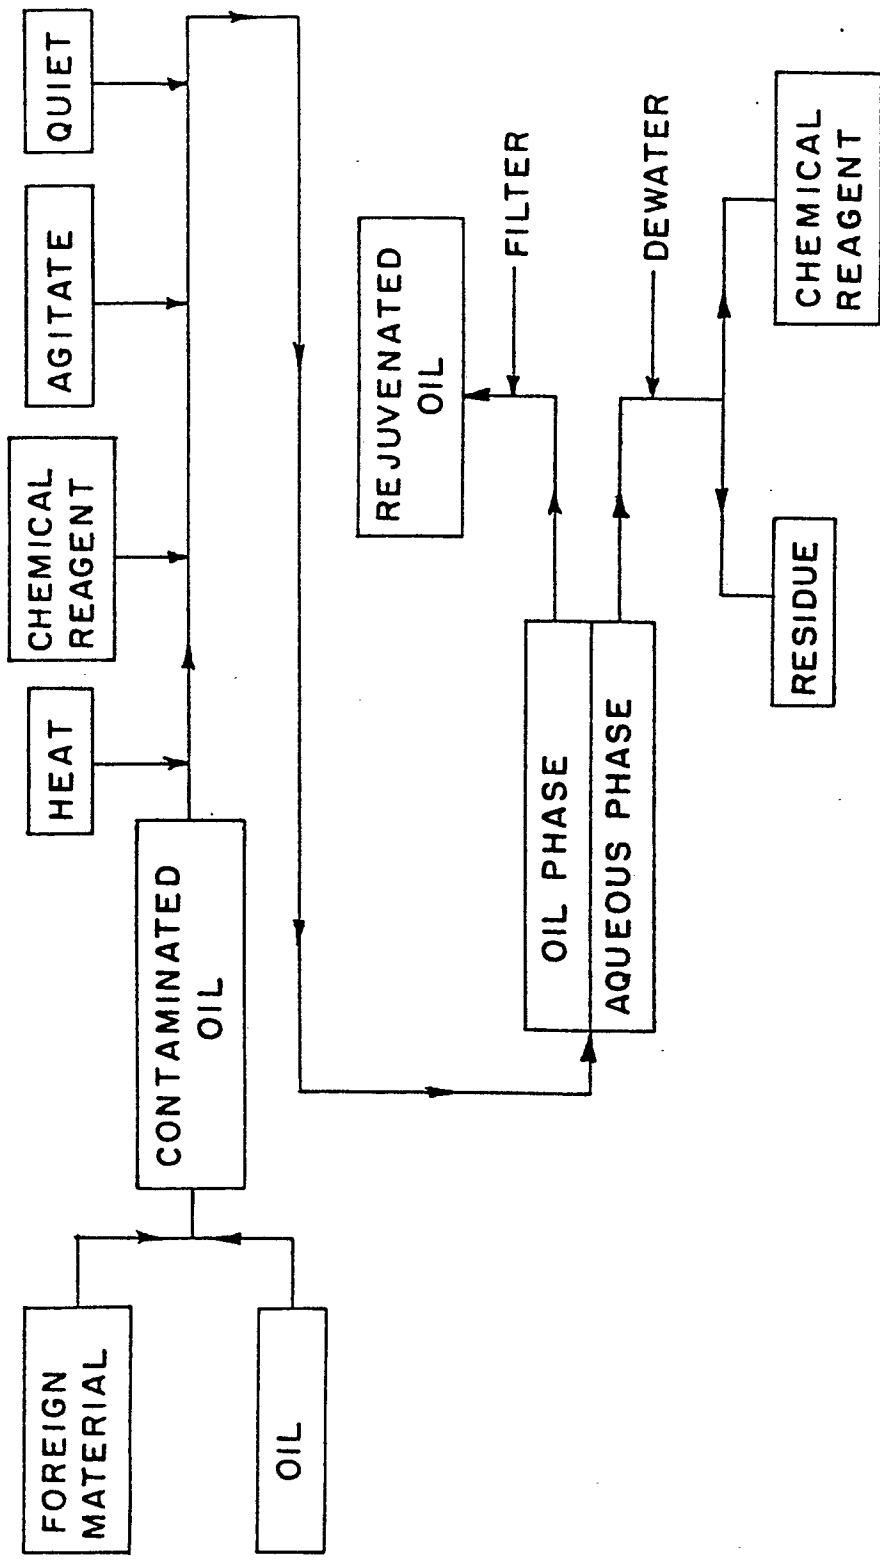 FOREIGN
MATERIAL
OIL
CONTAMINATED
OIL
HEAT
CHEMICAL
REAGENT
AGITATE
QUIET
OIL PHASE
AQUEOUS PHASE
REJUVENATED
OIL
FILTER
DEWATER
RESIDUE
CHEMICAL
REAGENT